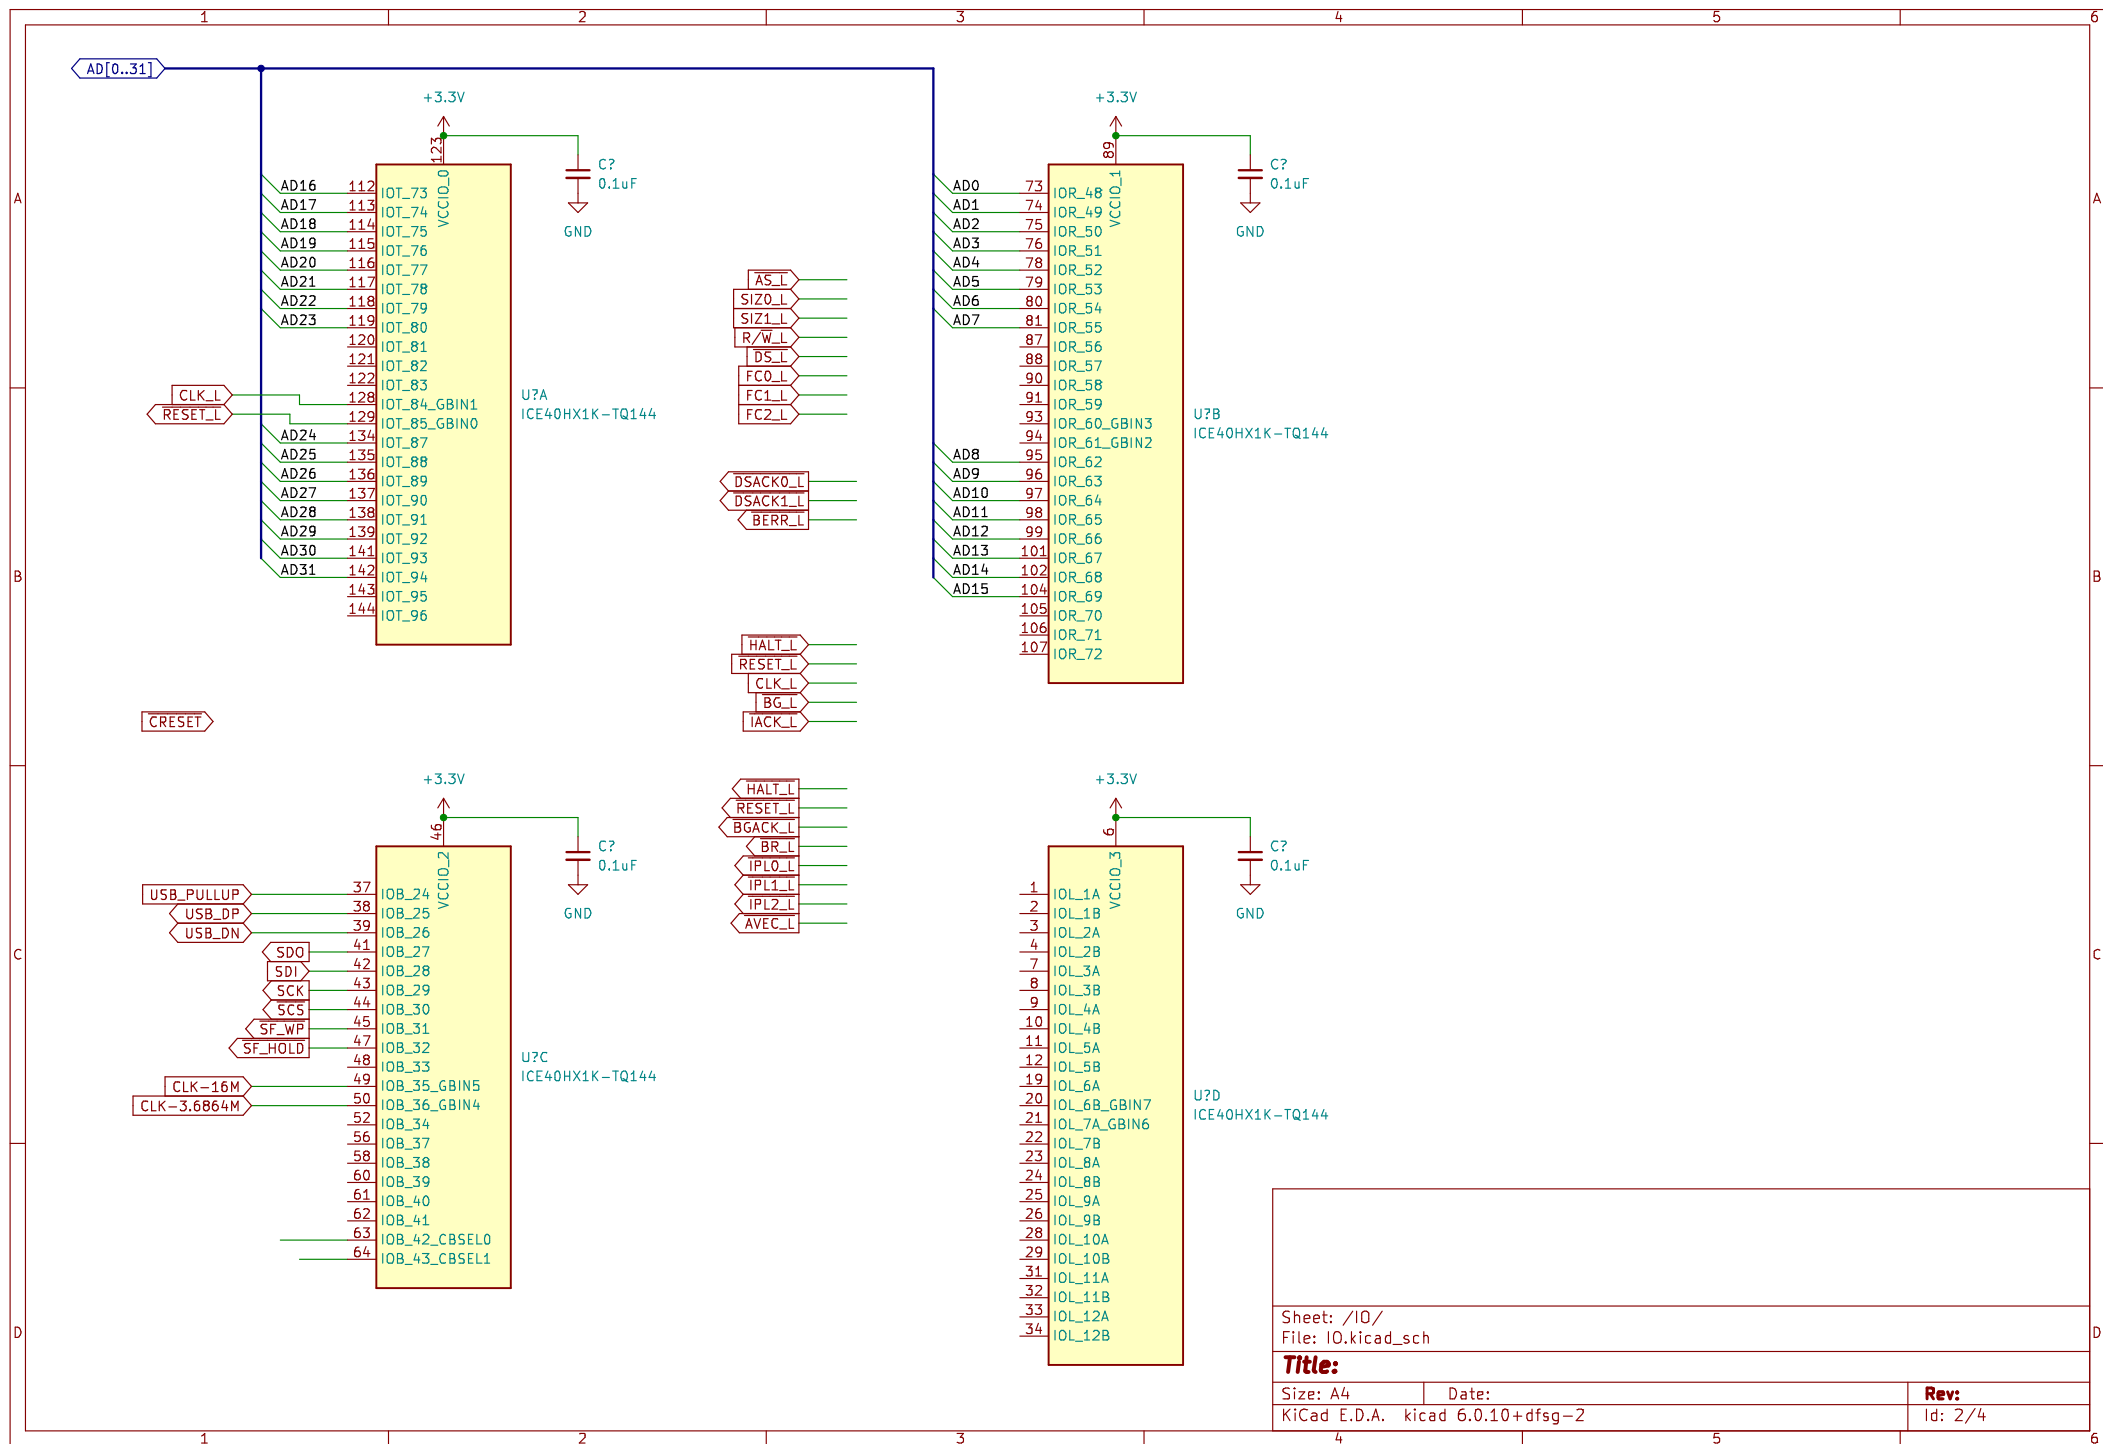 1 2 3 4 5 6
AD[0..31]
+3.3V
123
VCCIO_0
C?
0.1uF
GND
AD16 112 IOT_73
AD17 113 IOT_74
AD18 114 IOT_75
AD19 115 IOT_76
AD20 116 IOT_77
AD21 117 IOT_78
AD22 118 IOT_79
AD23 119 IOT_80
120 IOT_81
121 IOT_82
122 IOT_83
CLK_L 128 IOT_84_GBIN1
RESET_L 129 IOT_85_GBIN0
AD24 134 IOT_87
AD25 135 IOT_88
AD26 136 IOT_89
AD27 137 IOT_90
AD28 138 IOT_91
AD29 139 IOT_92
AD30 141 IOT_93
AD31 142 IOT_94
143 IOT_95
144 IOT_96
U?A
ICE40HX1K-TQ144
AS_L
SIZ0_L
SIZ1_L
R/W_L
DS_L
FC0_L
FC1_L
FC2_L
DSACK0_L
DSACK1_L
BERR_L
HALT_L
RESET_L
CLK_L
BG_L
IACK_L
+3.3V
89
VCCIO_1
C?
0.1uF
GND
AD0 73 IOR_48
AD1 74 IOR_49
AD2 75 IOR_50
AD3 76 IOR_51
AD4 78 IOR_52
AD5 79 IOR_53
AD6 80 IOR_54
AD7 81 IOR_55
87 IOR_56
88 IOR_57
90 IOR_58
91 IOR_59
93 IOR_60_GBIN3
94 IOR_61_GBIN2
AD8 95 IOR_62
AD9 96 IOR_63
AD10 97 IOR_64
AD11 98 IOR_65
AD12 99 IOR_66
AD13 101 IOR_67
AD14 102 IOR_68
AD15 104 IOR_69
105 IOR_70
106 IOR_71
107 IOR_72
U?B
ICE40HX1K-TQ144
CRESET
+3.3V
46
VCCIO_2
C?
0.1uF
GND
USB_PULLUP 37 IOB_24
USB_DP 38 IOB_25
USB_DN 39 IOB_26
SDO 41 IOB_27
SDI 42 IOB_28
SCK 43 IOB_29
SCS 44 IOB_30
SF_WP 45 IOB_31
SF_HOLD 47 IOB_32
48 IOB_33
CLK-16M 49 IOB_35_GBIN5
CLK-3.6864M 50 IOB_36_GBIN4
52 IOB_34
56 IOB_37
58 IOB_38
60 IOB_39
61 IOB_40
62 IOB_41
63 IOB_42_CBSEL0
64 IOB_43_CBSEL1
U?C
ICE40HX1K-TQ144
HALT_L
RESET_L
BGACK_L
BR_L
IPL0_L
IPL1_L
IPL2_L
AVEC_L
+3.3V
6
VCCIO_3
C?
0.1uF
GND
1 IOL_1A
2 IOL_1B
3 IOL_2A
4 IOL_2B
7 IOL_3A
8 IOL_3B
9 IOL_4A
10 IOL_4B
11 IOL_5A
12 IOL_5B
19 IOL_6A
20 IOL_6B_GBIN7
21 IOL_7A_GBIN6
22 IOL_7B
23 IOL_8A
24 IOL_8B
25 IOL_9A
26 IOL_9B
28 IOL_10A
29 IOL_10B
31 IOL_11A
32 IOL_11B
33 IOL_12A
34 IOL_12B
U?D
ICE40HX1K-TQ144
A A
B B
C C
D D
Sheet: /IO/
File: IO.kicad_sch
Title:
Size: A4 Date: Rev:
KiCad E.D.A. kicad 6.0.10+dfsg-2 Id: 2/4
1 2 3 4 5 6